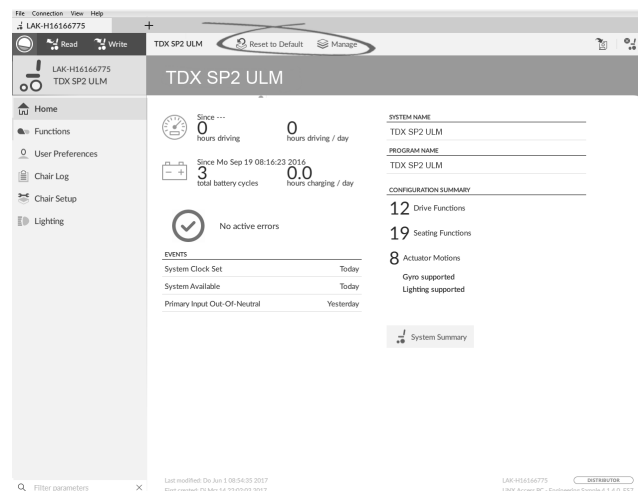 File Connection View Help
LAK-H16166775 +
Read Write TDX SP2 ULM Reset to Default Manage
LAK-H16166775
TDX SP2 ULM
TDX SP2 ULM
Home
Functions
User Preferences
Chair Log
Chair Setup
Lighting
Since ---
0 0
hours driving hours driving / day
Since Mo Sep 19 08:16:23 2016
3 0.0
total battery cycles hours charging / day
No active errors
EVENTS
System Clock Set Today
System Available Today
Primary Input Out-Of-Neutral Yesterday
SYSTEM NAME
TDX SP2 ULM
PROGRAM NAME
TDX SP2 ULM
CONFIGURATION SUMMARY
12 Drive Functions
19 Seating Functions
8 Actuator Motions
Gyro supported
Lighting supported
System Summary
Filter parameters ×
Last modified: Do Jun 1 08:54:35 2017
LAK-H16166775 DISTRIBUTOR